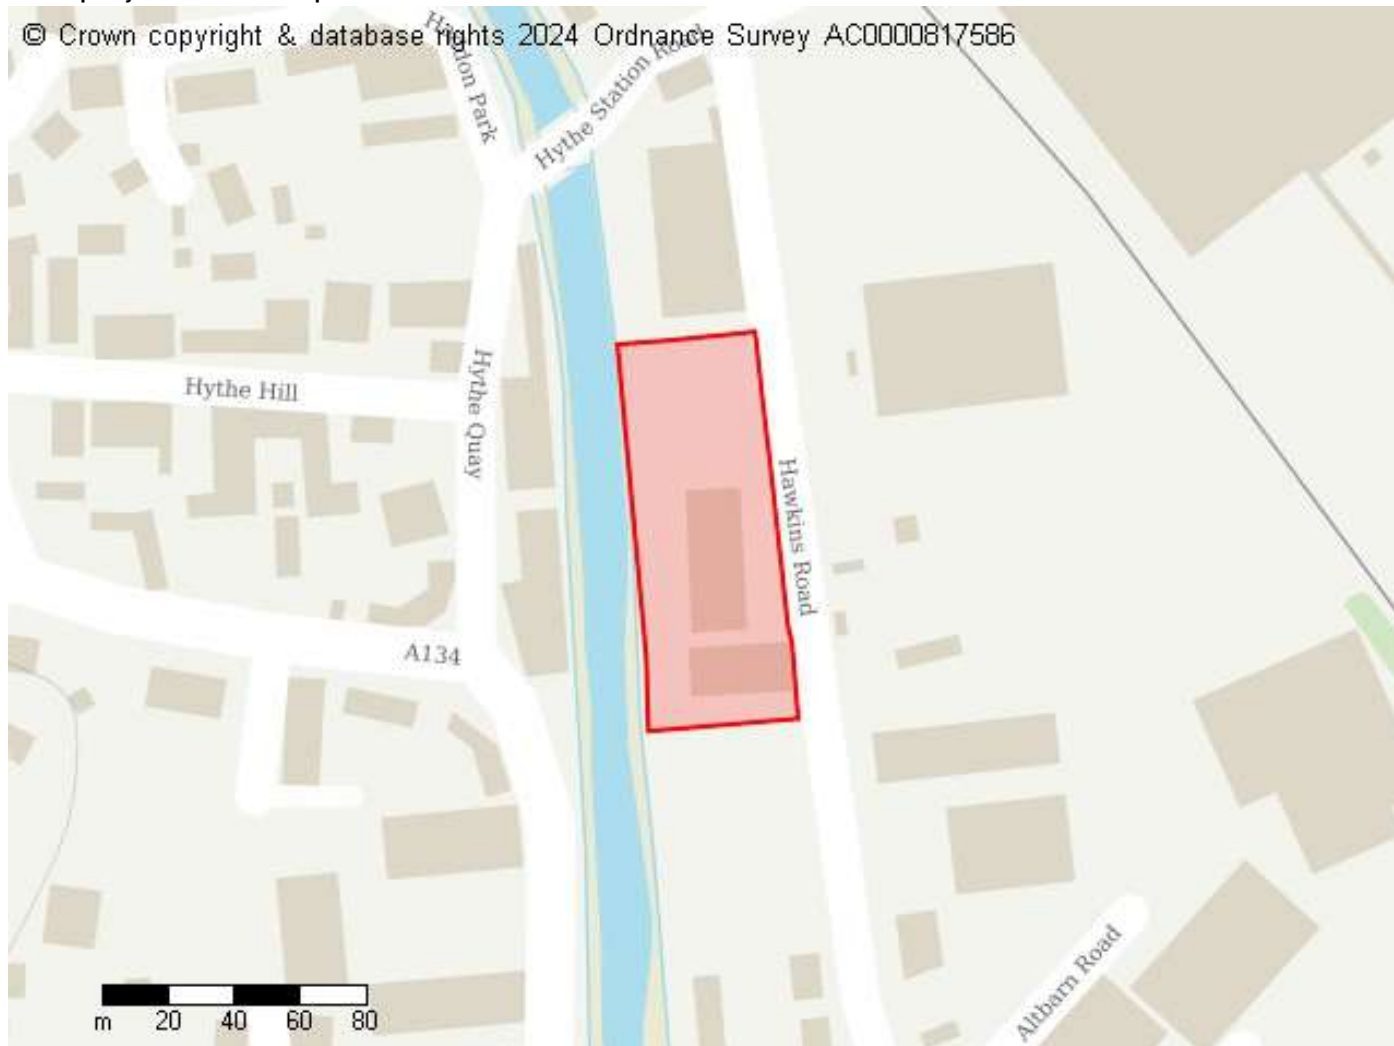 © Crown copyright & database rights 2024 Ordnance Survey AC0000817586
Hythe Station Road
Hythe Hill
Hythe Quay
Hawkins Road
A134
Altbarn Road
m 20 40 60 80